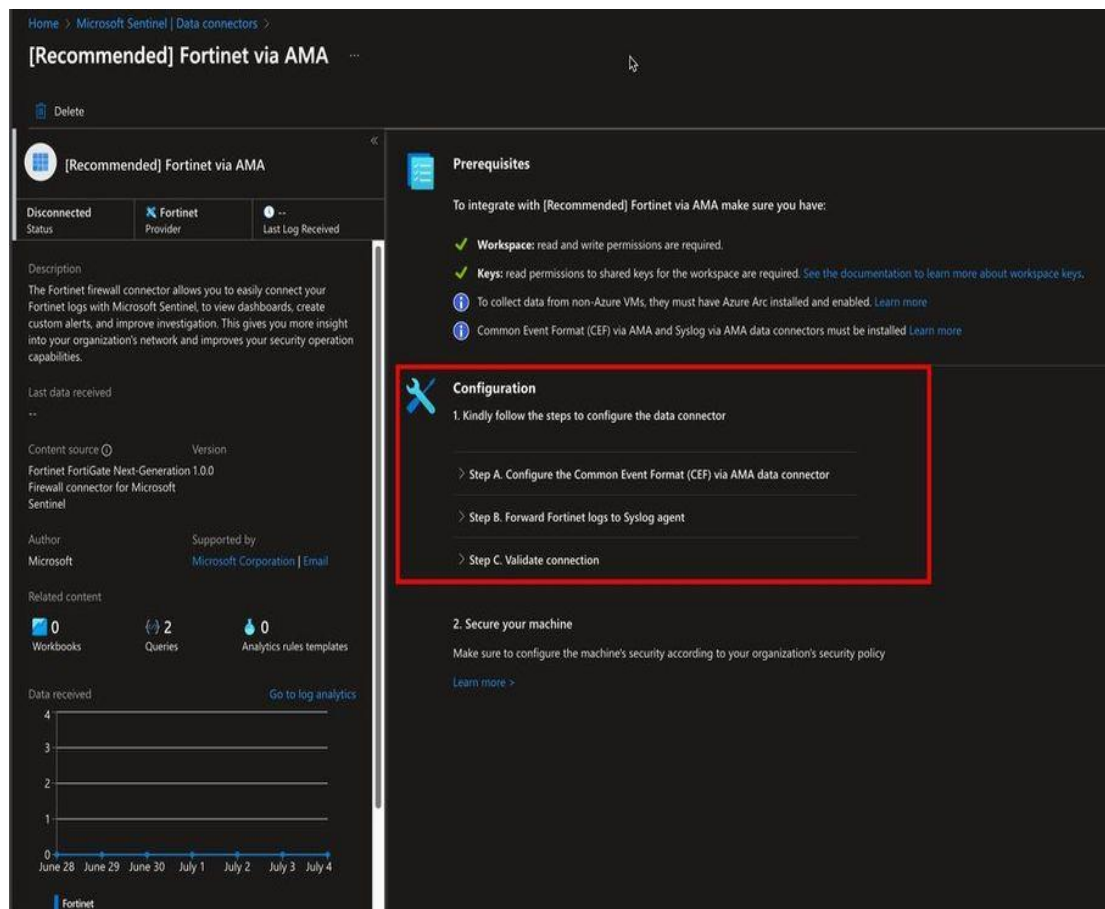 Home > Microsoft Sentinel | Data connectors >
[Recommended] Fortinet via AMA ...
Delete
«
[Recommended] Fortinet via AMA
Disconnected
Status
Fortinet
Provider
--
Last Log Received
Description
The Fortinet firewall connector allows you to easily connect your
Fortinet logs with Microsoft Sentinel, to view dashboards, create
custom alerts, and improve investigation. This gives you more insight
into your organization's network and improves your security operation
capabilities.
Last data received
--
Content source
Fortinet FortiGate Next-Generation
Firewall connector for Microsoft
Sentinel
Version
1.0.0
Author
Microsoft
Supported by
Microsoft Corporation | Email
Related content
0
Workbooks
2
Queries
0
Analytics rules templates
Data received
Go to log analytics
4
3
2
1
0
June 28 June 29 June 30 July 1 July 2 July 3 July 4
Fortinet
Prerequisites
To integrate with [Recommended] Fortinet via AMA make sure you have:
Workspace: read and write permissions are required.
Keys: read permissions to shared keys for the workspace are required. See the documentation to learn more about workspace keys.
To collect data from non-Azure VMs, they must have Azure Arc installed and enabled. Learn more
Common Event Format (CEF) via AMA and Syslog via AMA data connectors must be installed Learn more
Configuration
1. Kindly follow the steps to configure the data connector
> Step A. Configure the Common Event Format (CEF) via AMA data connector
> Step B. Forward Fortinet logs to Syslog agent
> Step C. Validate connection
2. Secure your machine
Make sure to configure the machine's security according to your organization's security policy
Learn more >